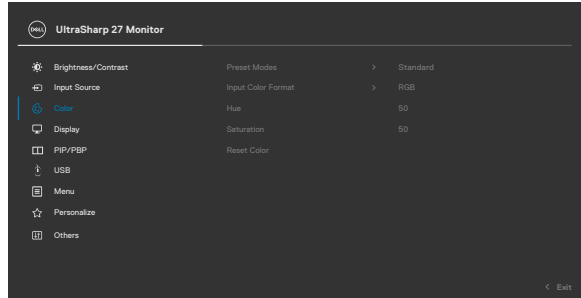 DELL UltraSharp 27 Monitor
Brightness/Contrast Preset Modes > Standard
Input Source Input Color Format > RGB
Color Hue 50
Display Saturation 50
PIP/PBP Reset Color
USB
Menu
Personalize
Others
< Exit